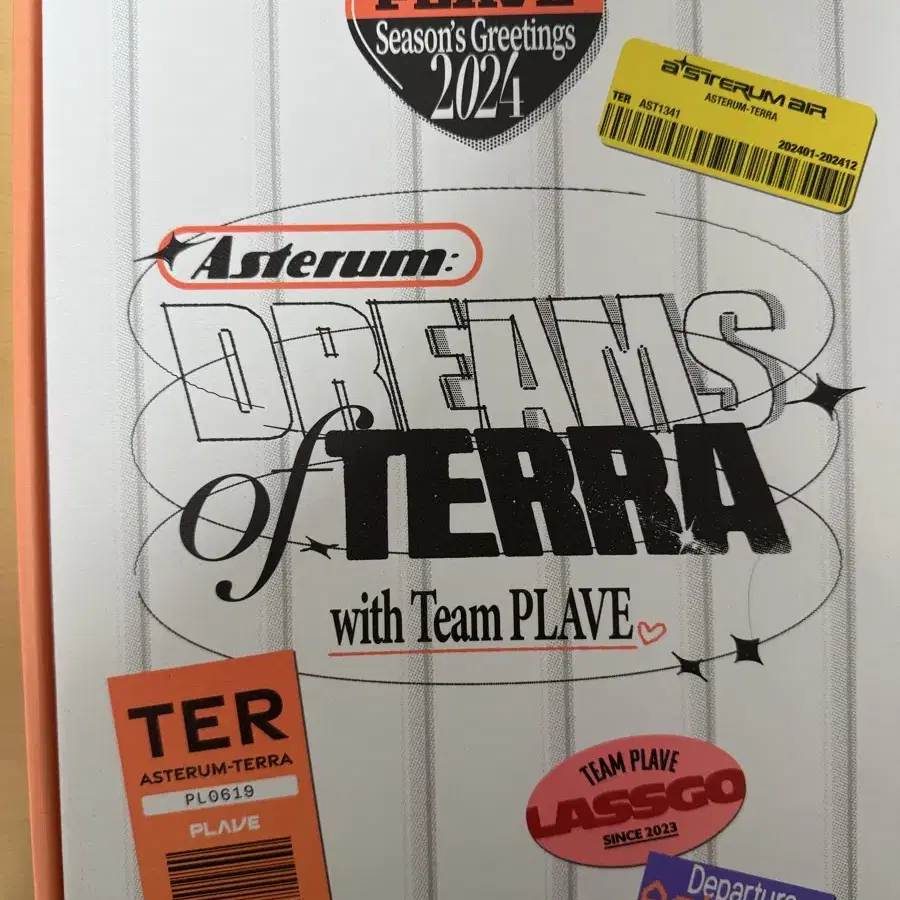 PLAVE
Season's Greetings
2024
asterum air
ASTERUM-TERRA
TER AST1341
202401-202412
Asterum:
DREAMS
of TERRA
with Team PLAVE
TER
ASTERUM-TERRA
PL0619
PLAVE
TEAM PLAVE
LASSGO
SINCE 2023
Departure